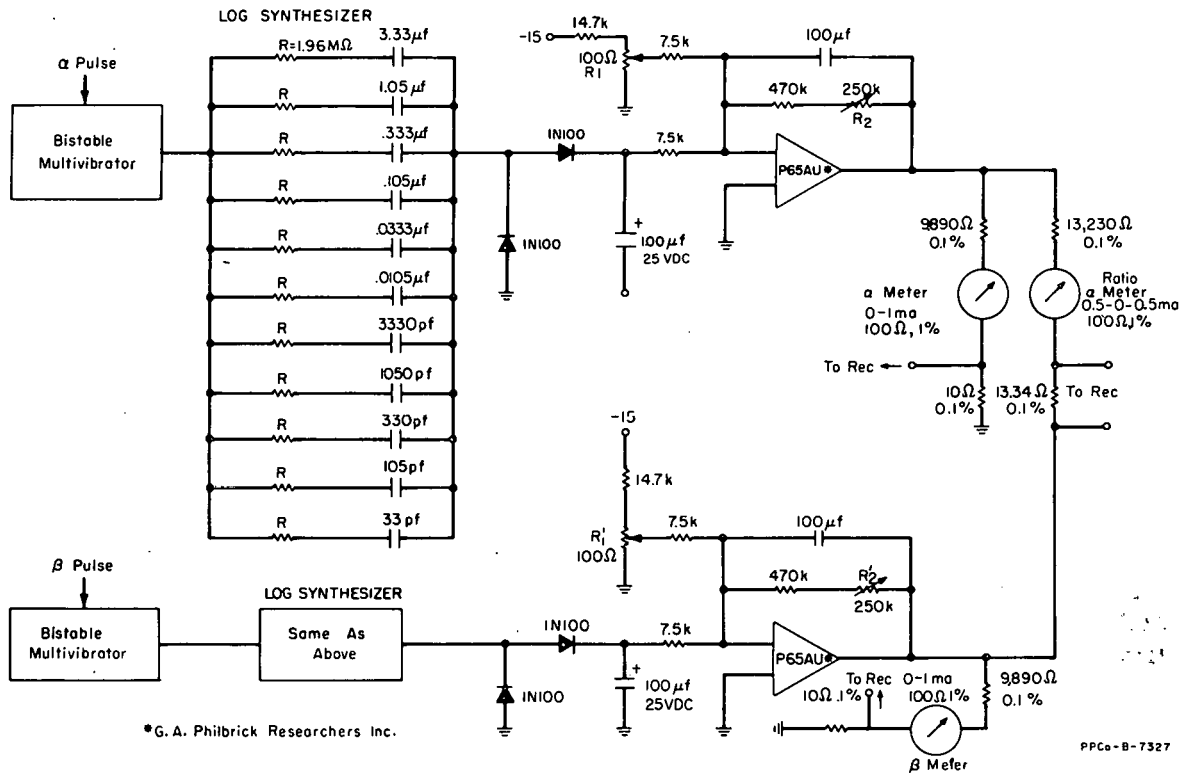 LOG SYNTHESIZER
α Pulse
Bistable
Multivibrator
R=1.96MΩ
3.33µf
R
1.05µf
R
.333µf
R
.105µf
R
.0333µf
R
.0105µf
R
3330pf
R
1050pf
R
330pf
R
105pf
R
33pf
1N100
1N100
+
100µf
25VDC
-15
14.7k
100Ω
R1
7.5k
7.5k
100µf
470k
250k
R2
P65AU*
9,890Ω
0.1%
13,230Ω
0.1%
α Meter
0-1ma
100Ω, 1%
Ratio
α Meter
0.5-0-0.5ma
100Ω,1%
To Rec
10Ω
0.1%
13.34Ω
0.1%
To Rec
-15
14.7k
R1'
100Ω
7.5k
100µf
470k
R2'
250k
β Pulse
Bistable
Multivibrator
LOG SYNTHESIZER
Same As
Above
1N100
1N100
+
100µf
25VDC
7.5k
P65AU*
To Rec
10Ω .1%
0-1ma
100Ω 1%
9,890Ω
0.1%
β Meter
*G. A. Philbrick Researchers Inc.
PPCo-B-7327